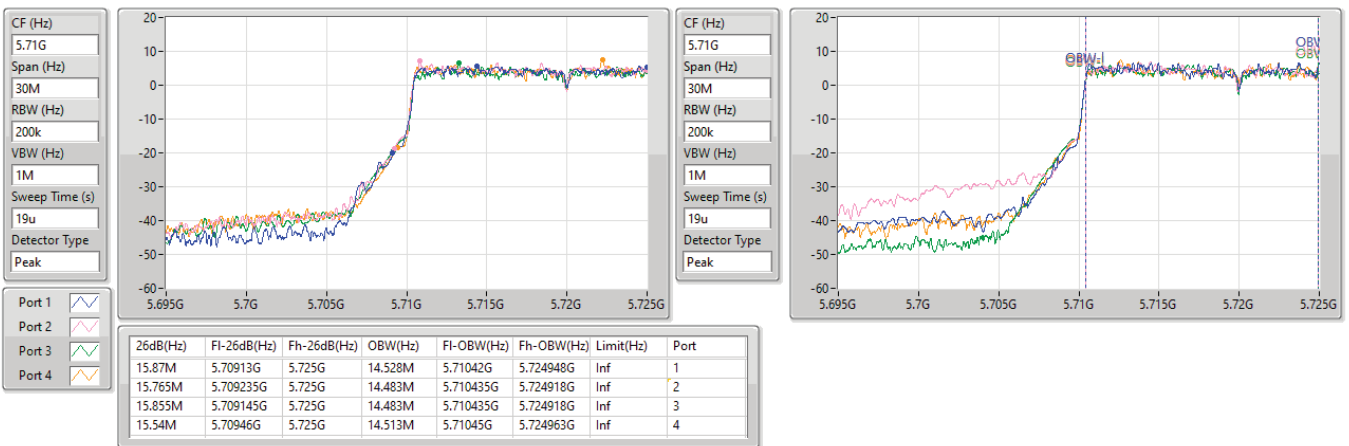 CF (Hz)
5.71G
Span (Hz)
30M
RBW (Hz)
200k
VBW (Hz)
1M
Sweep Time (s)
19u
Detector Type
Peak
20
10
0
-10
-20
-30
-40
-50
-60
5.695G 5.7G 5.705G 5.71G 5.715G 5.72G 5.725G
CF (Hz)
5.71G
Span (Hz)
30M
RBW (Hz)
200k
VBW (Hz)
1M
Sweep Time (s)
19u
Detector Type
Peak
20
10
0
-10
-20
-30
-40
-50
-60
5.695G 5.7G 5.705G 5.71G 5.715G 5.72G 5.725G
Port 1
Port 2
Port 3
Port 4
26dB(Hz) Fl-26dB(Hz) Fh-26dB(Hz) OBW(Hz) Fl-OBW(Hz) Fh-OBW(Hz) Limit(Hz) Port
15.87M 5.70913G 5.725G 14.528M 5.71042G 5.724948G Inf 1
15.765M 5.709235G 5.725G 14.483M 5.710435G 5.724918G Inf 2
15.855M 5.709145G 5.725G 14.483M 5.710435G 5.724918G Inf 3
15.54M 5.70946G 5.725G 14.513M 5.71045G 5.724963G Inf 4